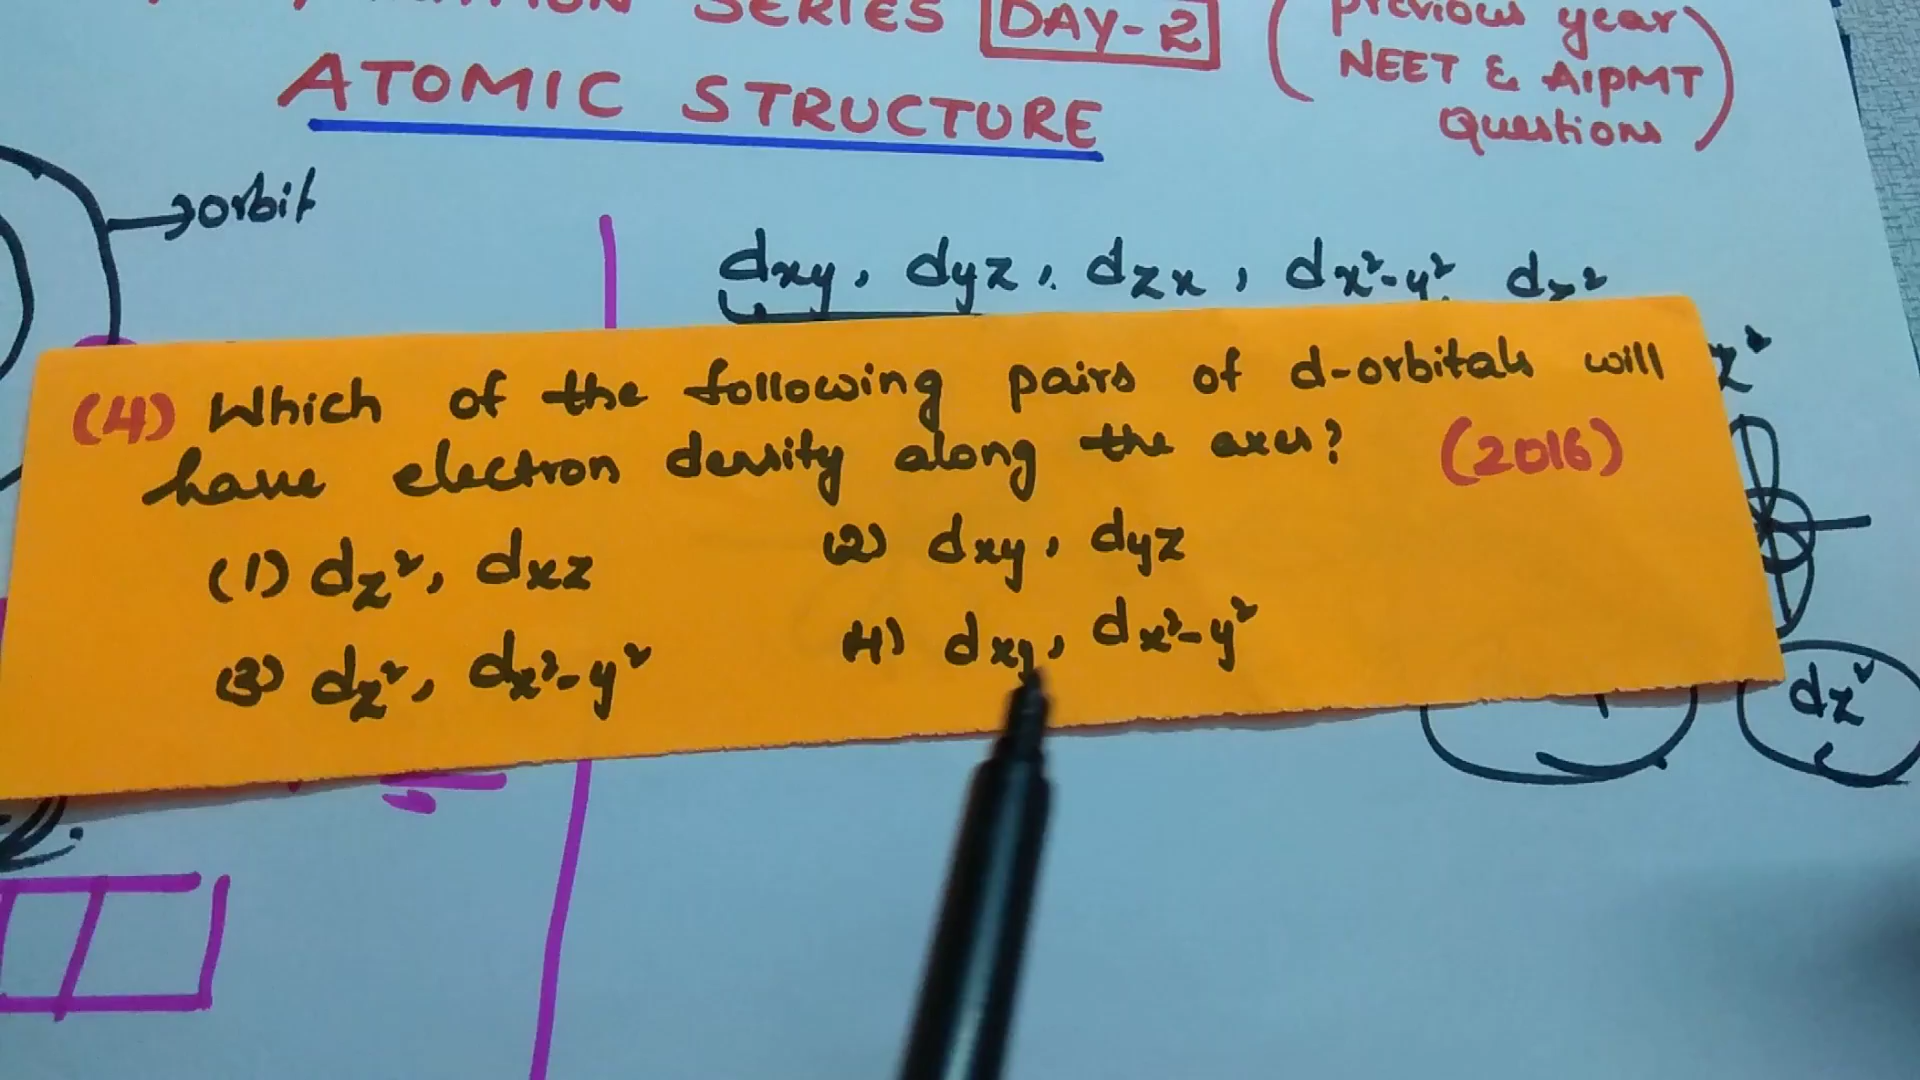 SERIES DAY-2
(previous year
NEET & AIPMT
Questions)
ATOMIC STRUCTURE
orbit
dxy, dyz, dzx, dx²-y²
(4) Which of the following pairs of d-orbitals will
have electron density along the axes? (2016)
(1) dz², dxz (2) dxy, dyz
(3) dz², dx²-y² (4) dxy, dx²-y²
dz²